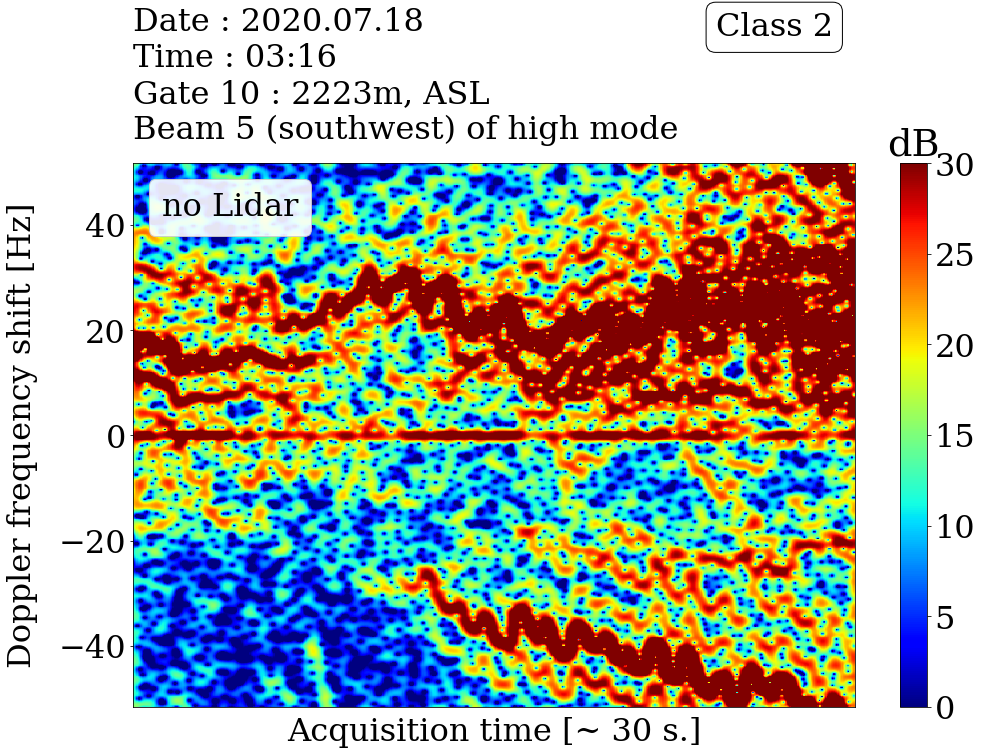 Date : 2020.07.18
Time : 03:16
Gate 10 : 2223m, ASL
Beam 5 (southwest) of high mode
Class 2
no Lidar
Doppler frequency shift [Hz]
40
20
0
−20
−40
Acquisition time [~ 30 s.]
dB
30
25
20
15
10
5
0